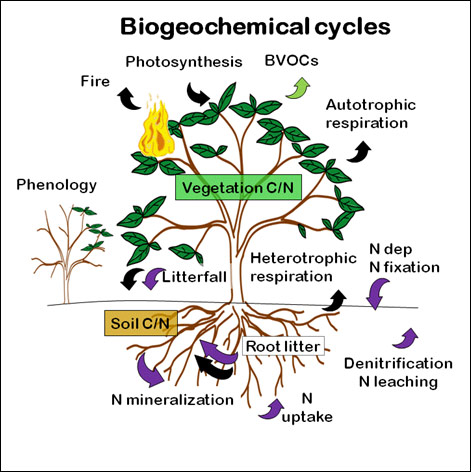 Biogeochemical cycles
Photosynthesis
BVOCs
Fire
Autotrophic
respiration
Phenology
Vegetation C/N
Litterfall
Heterotrophic
respiration
N dep
N fixation
Soil C/N
Root litter
Denitrification
N leaching
N mineralization
N
uptake